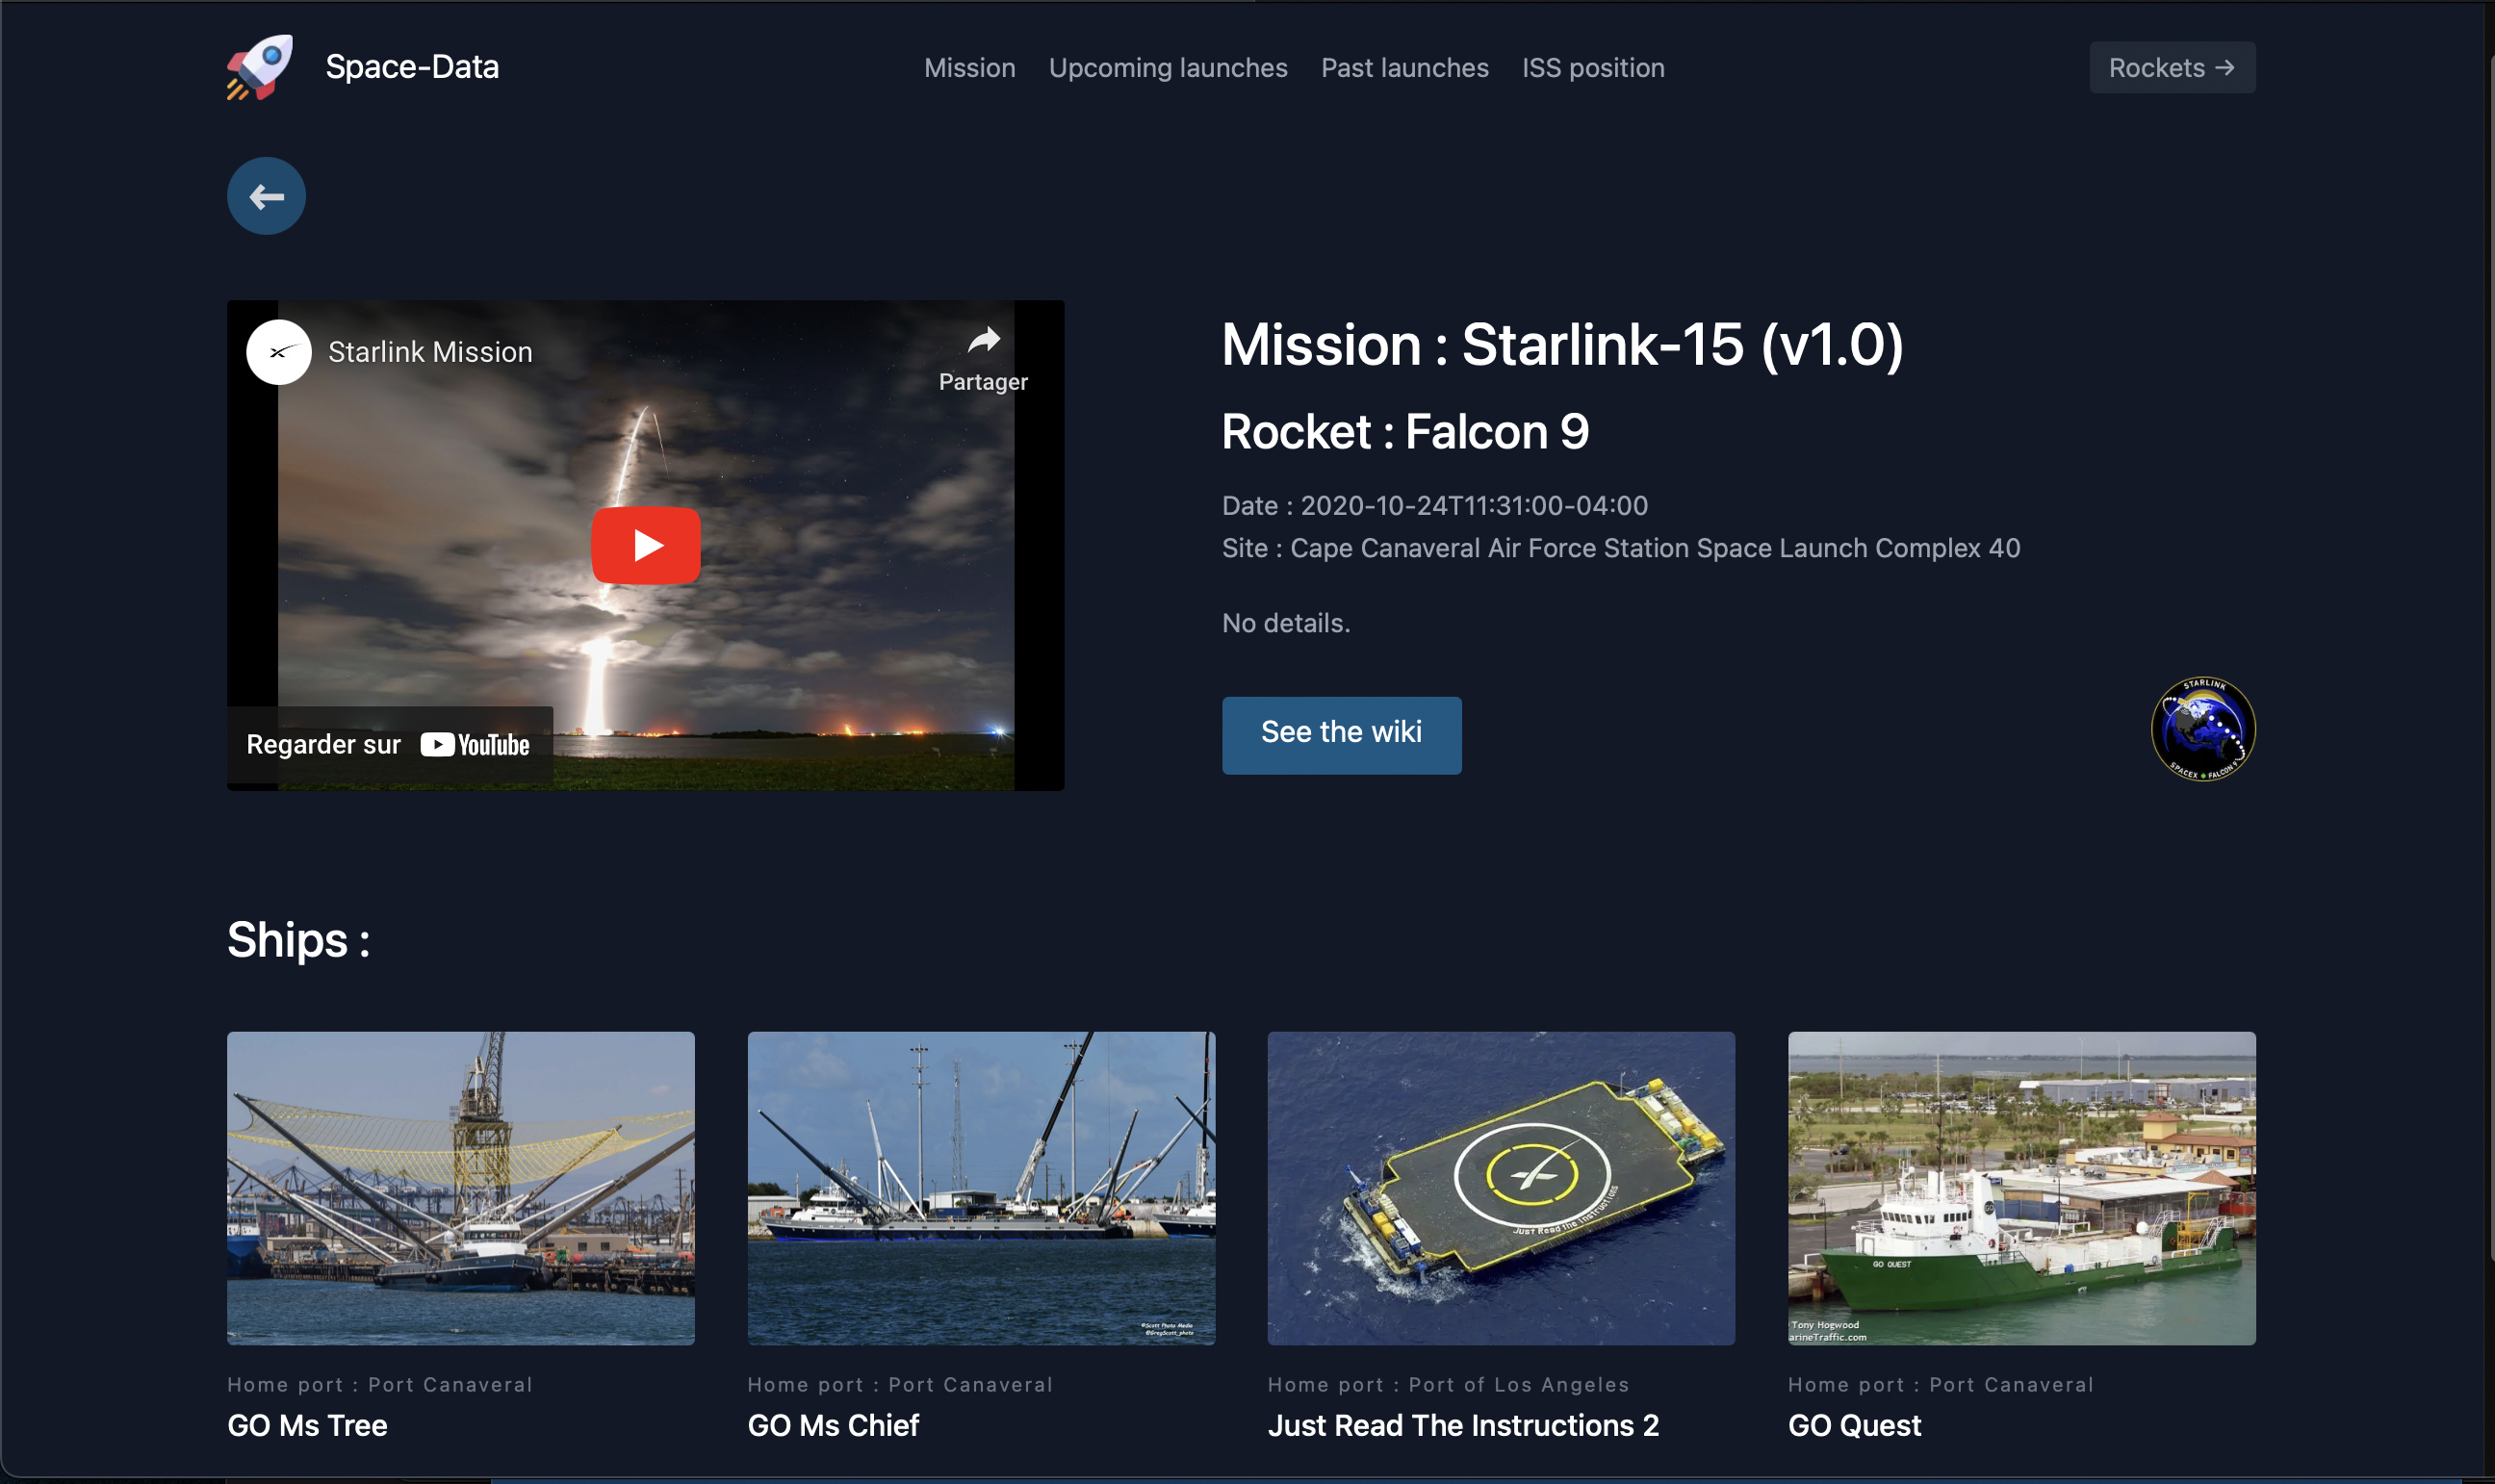 Space-Data
Mission
Upcoming launches
Past launches
ISS position
Rockets →
Starlink Mission
Partager
Regarder sur YouTube
Mission : Starlink-15 (v1.0)
Rocket : Falcon 9
Date : 2020-10-24T11:31:00-04:00
Site : Cape Canaveral Air Force Station Space Launch Complex 40
No details.
See the wiki
STARLINK
SPACEX FALCON 9
Ships :
©Scott Photo Media
@GregScott_photo
Just Read the Instructions
GO QUEST
Tony Hogwood
arineTraffic.com
Home port : Port Canaveral
GO Ms Tree
Home port : Port Canaveral
GO Ms Chief
Home port : Port of Los Angeles
Just Read The Instructions 2
Home port : Port Canaveral
GO Quest